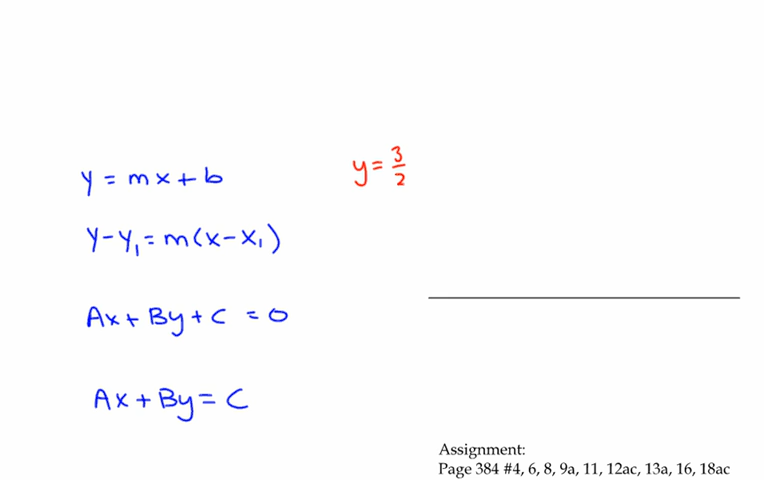 y = mx + b
y = 3/2
y - y₁ = m(x - x₁)
Ax + By + C = 0
Ax + By = C
Assignment:
Page 384 #4, 6, 8, 9a, 11, 12ac, 13a, 16, 18ac